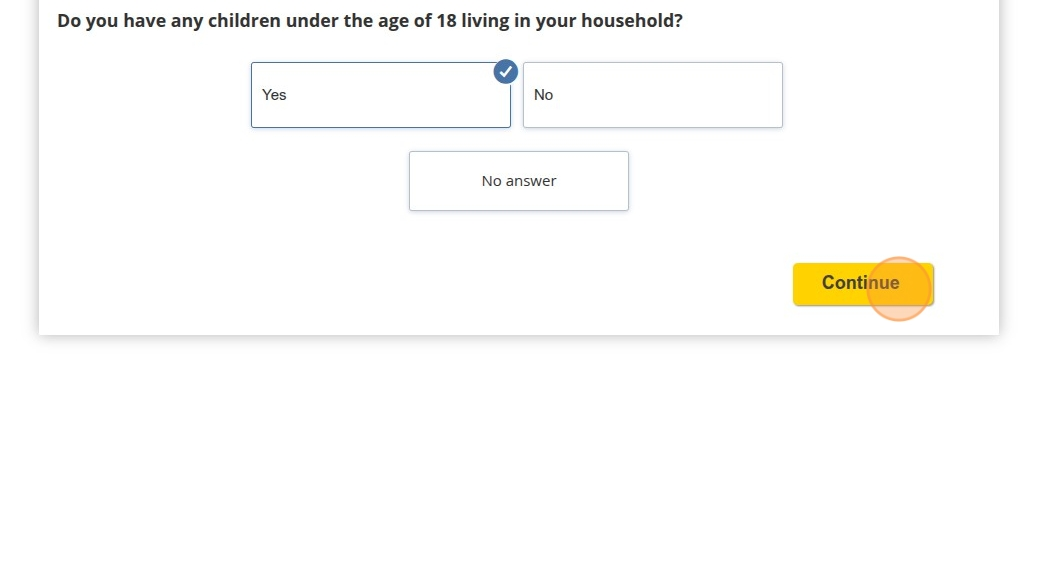 Do you have any children under the age of 18 living in your household?
Yes
No
No answer
Continue